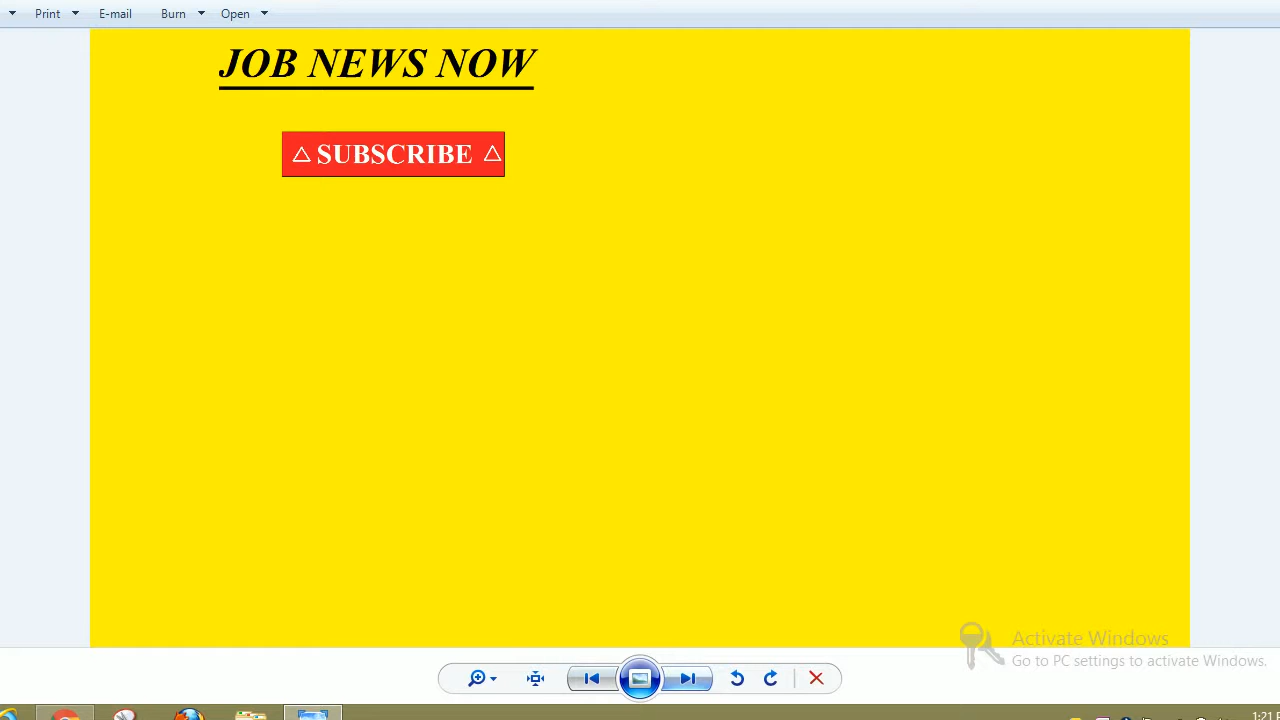 Print E-mail Burn Open
JOB NEWS NOW
SUBSCRIBE
Activate Windows
Go to PC settings to activate Windows.